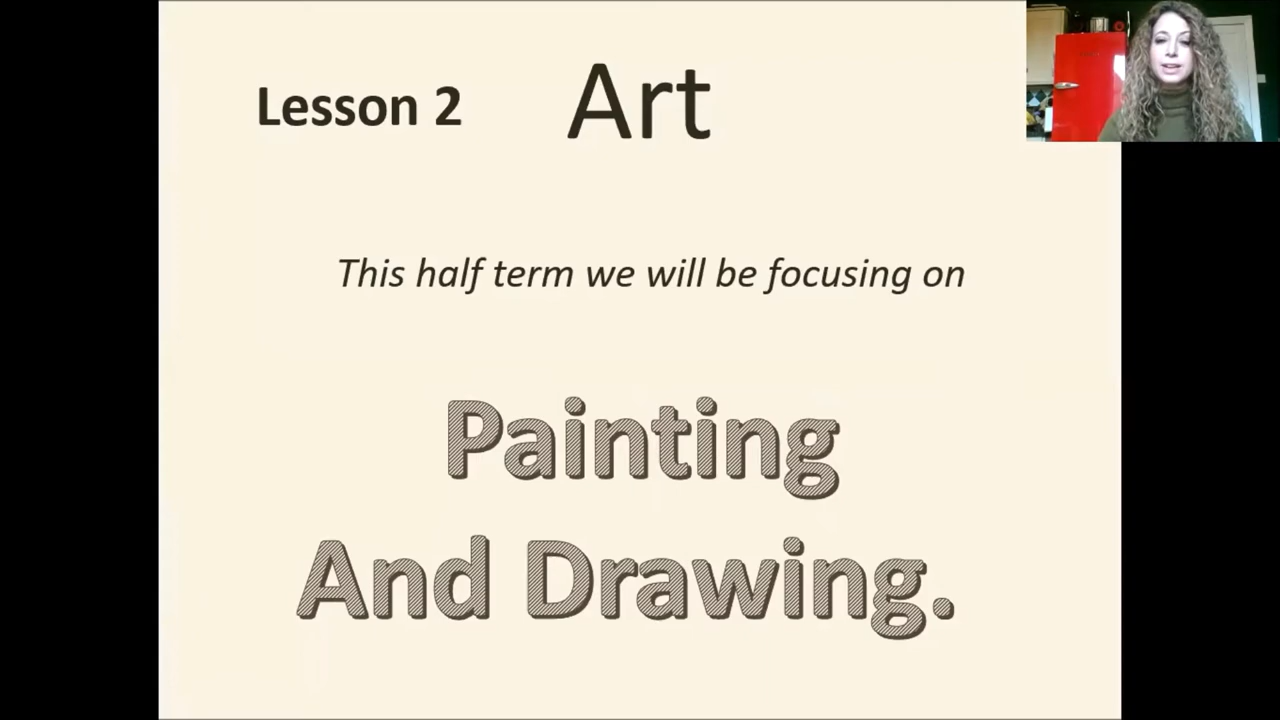 Lesson 2
Art
This half term we will be focusing on
Painting
And Drawing.